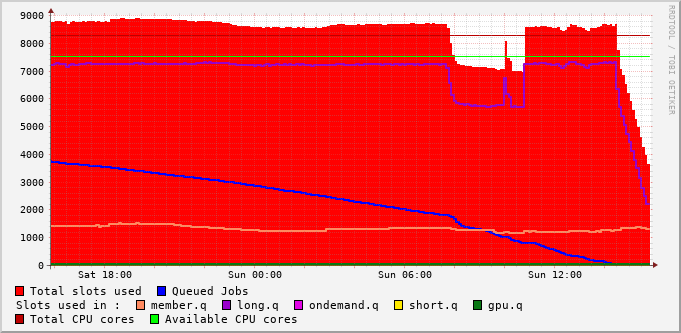 9000
8000
7000
6000
5000
4000
3000
2000
1000
0
Sat 18:00 Sun 00:00 Sun 06:00 Sun 12:00
RRDTOOL / TOBI OETIKER
Total slots used Queued Jobs
Slots used in : member.q long.q ondemand.q short.q gpu.q
Total CPU cores Available CPU cores